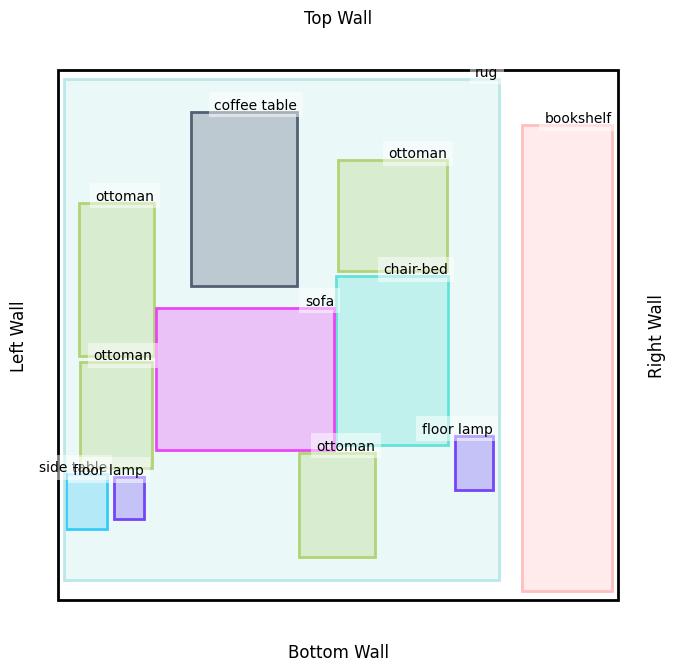 Top Wall
rug
coffee table
bookshelf
ottoman
ottoman
chair-bed
sofa
Left Wall
Right Wall
ottoman
floor lamp
ottoman
side table
floor lamp
Bottom Wall